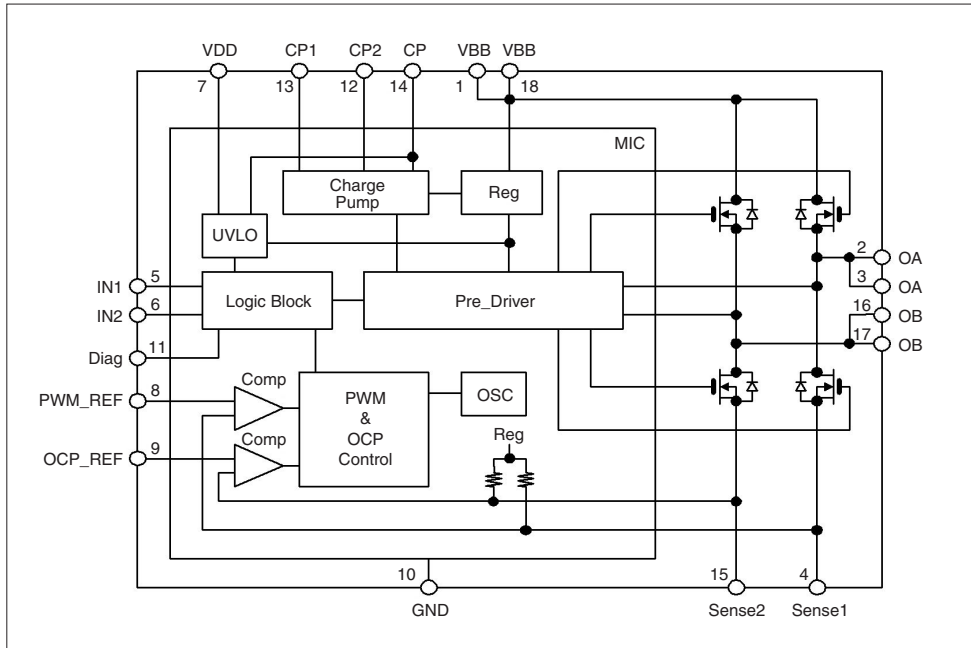 VDD CP1 CP2 CP VBB VBB
7 13 12 14 1 18
MIC
Charge
Pump
Reg
UVLO
2 OA
IN1 5
3 OA
Logic Block
Pre_Driver
IN2 6
16 OB
Diag 11
17 OB
PWM_REF 8
Comp
PWM
&
OCP
Control
OSC
OCP_REF 9
Comp
Reg
10 15 4
GND Sense2 Sense1